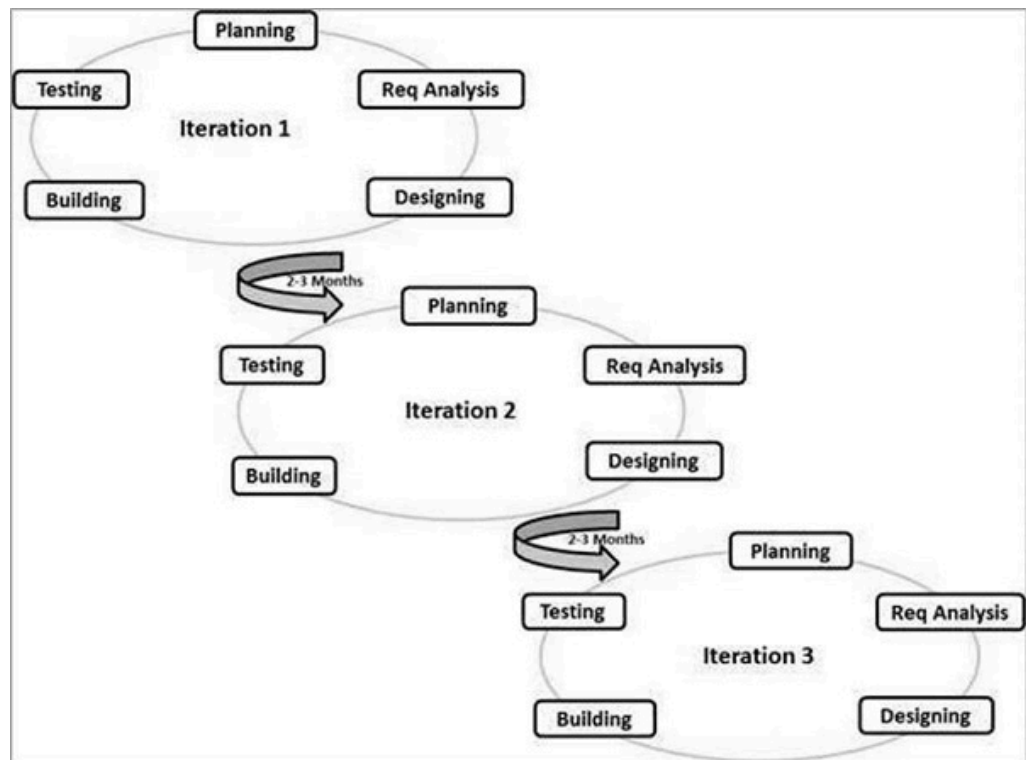 Planning
Testing
Req Analysis
Iteration 1
Building
Designing
2-3 Months
Planning
Testing
Req Analysis
Iteration 2
Building
Designing
2-3 Months
Planning
Testing
Req Analysis
Iteration 3
Building
Designing